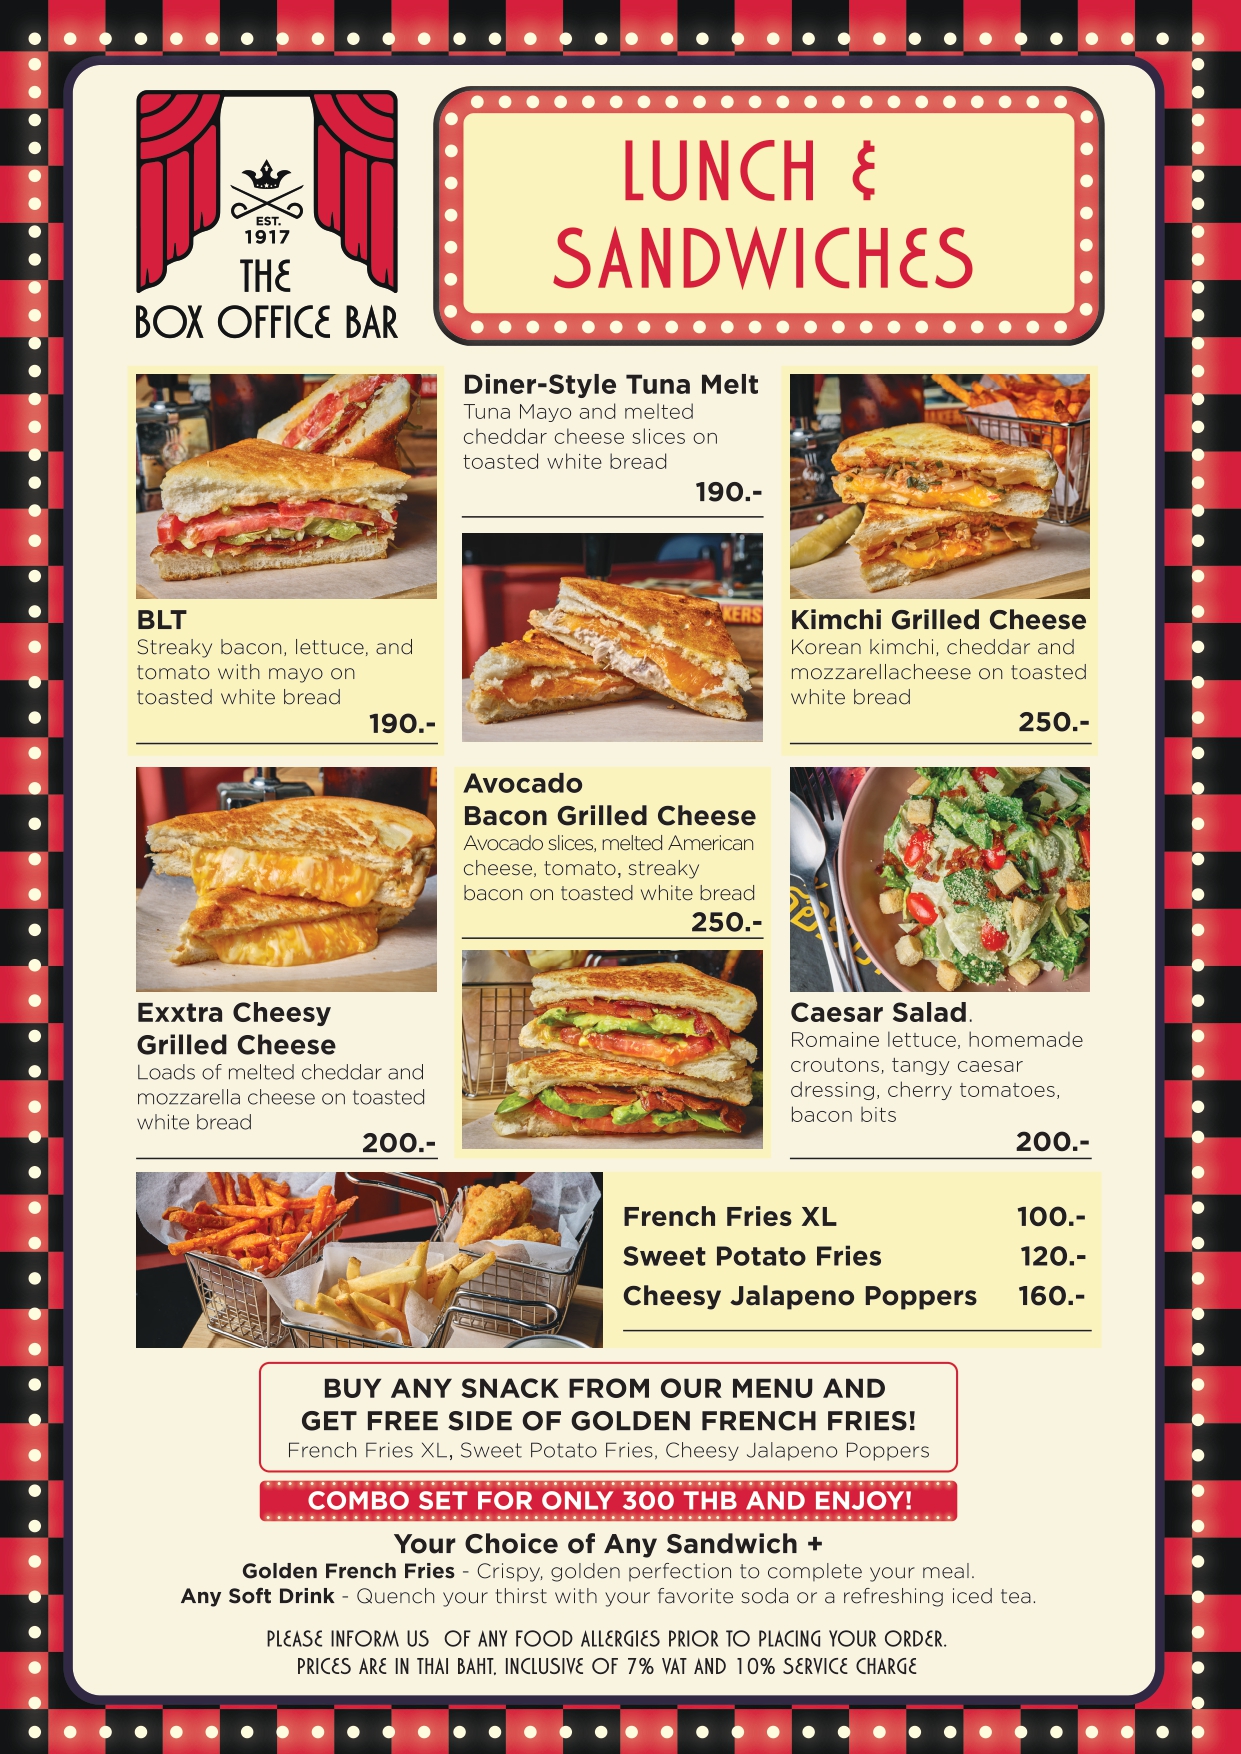 EST.
1917
THE
BOX OFFICE BAR
LUNCH &
SANDWICHES
BLT
Streaky bacon, lettuce, and
tomato with mayo on
toasted white bread
190.-
Diner-Style Tuna Melt
Tuna Mayo and melted
cheddar cheese slices on
toasted white bread
190.-
KERS
Kimchi Grilled Cheese
Korean kimchi, cheddar and
mozzarellacheese on toasted
white bread
250.-
Exxtra Cheesy
Grilled Cheese
Loads of melted cheddar and
mozzarella cheese on toasted
white bread
200.-
Avocado
Bacon Grilled Cheese
Avocado slices, melted American
cheese, tomato, streaky
bacon on toasted white bread
250.-
Caesar Salad.
Romaine lettuce, homemade
croutons, tangy caesar
dressing, cherry tomatoes,
bacon bits
200.-
French Fries XL 100.-
Sweet Potato Fries 120.-
Cheesy Jalapeno Poppers 160.-
BUY ANY SNACK FROM OUR MENU AND
GET FREE SIDE OF GOLDEN FRENCH FRIES!
French Fries XL, Sweet Potato Fries, Cheesy Jalapeno Poppers
COMBO SET FOR ONLY 300 THB AND ENJOY!
Your Choice of Any Sandwich +
Golden French Fries - Crispy, golden perfection to complete your meal.
Any Soft Drink - Quench your thirst with your favorite soda or a refreshing iced tea.
PLEASE INFORM US OF ANY FOOD ALLERGIES PRIOR TO PLACING YOUR ORDER.
PRICES ARE IN THAI BAHT, INCLUSIVE OF 7% VAT AND 10% SERVICE CHARGE